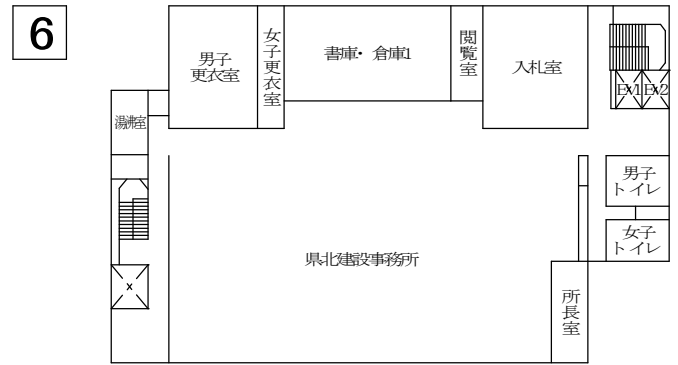 6
男子
更衣室
女子更衣室
書庫・倉庫1
閲覧室
入札室
EV1
EV2
湯沸室
男子
トイレ
女子
トイレ
県北建設事務所
所長室